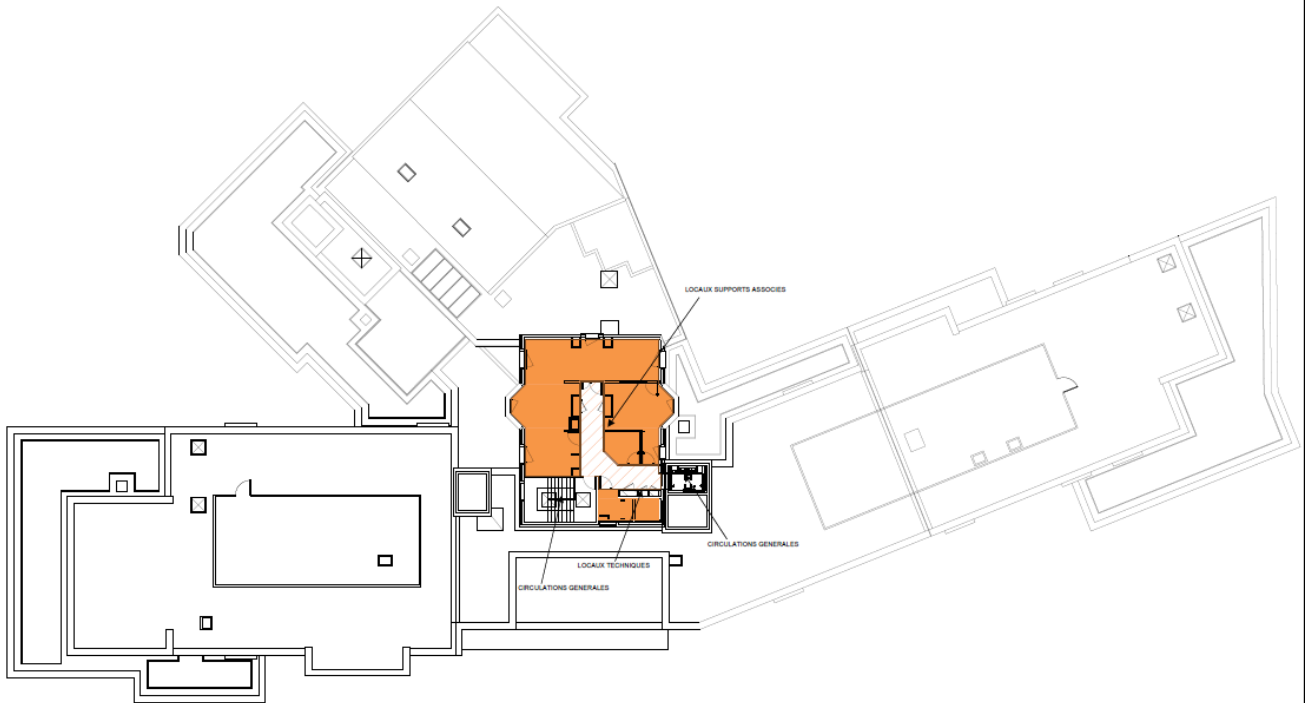 LOCAUX SUPPORTS ASSOCIES
CIRCULATIONS GENERALES
LOCAUX TECHNIQUES
CIRCULATIONS GENERALES